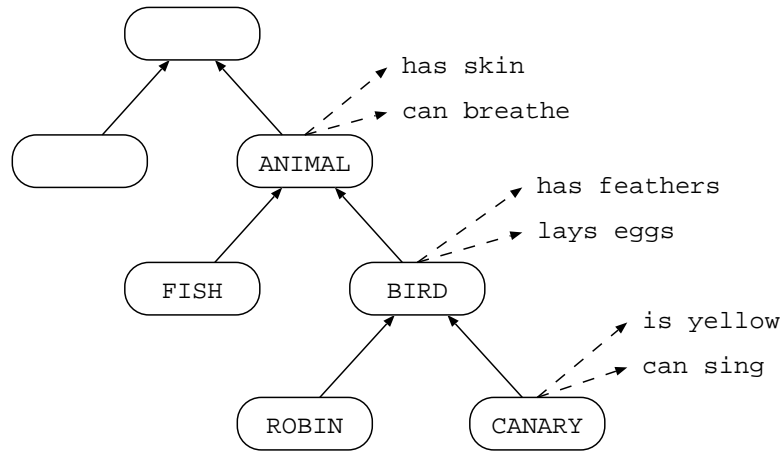 has skin
can breathe
ANIMAL
has feathers
lays eggs
FISH
BIRD
is yellow
can sing
ROBIN
CANARY